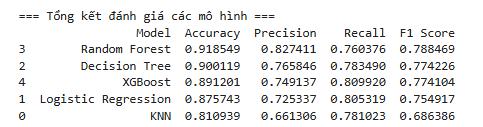 === Tổng kết đánh giá các mô hình ===
Model Accuracy Precision Recall F1 Score
3 Random Forest 0.918549 0.827411 0.760376 0.788469
2 Decision Tree 0.900119 0.765846 0.783490 0.774226
4 XGBoost 0.891201 0.749137 0.809920 0.774104
1 Logistic Regression 0.875743 0.725337 0.805319 0.754917
0 KNN 0.810939 0.661306 0.781023 0.686386